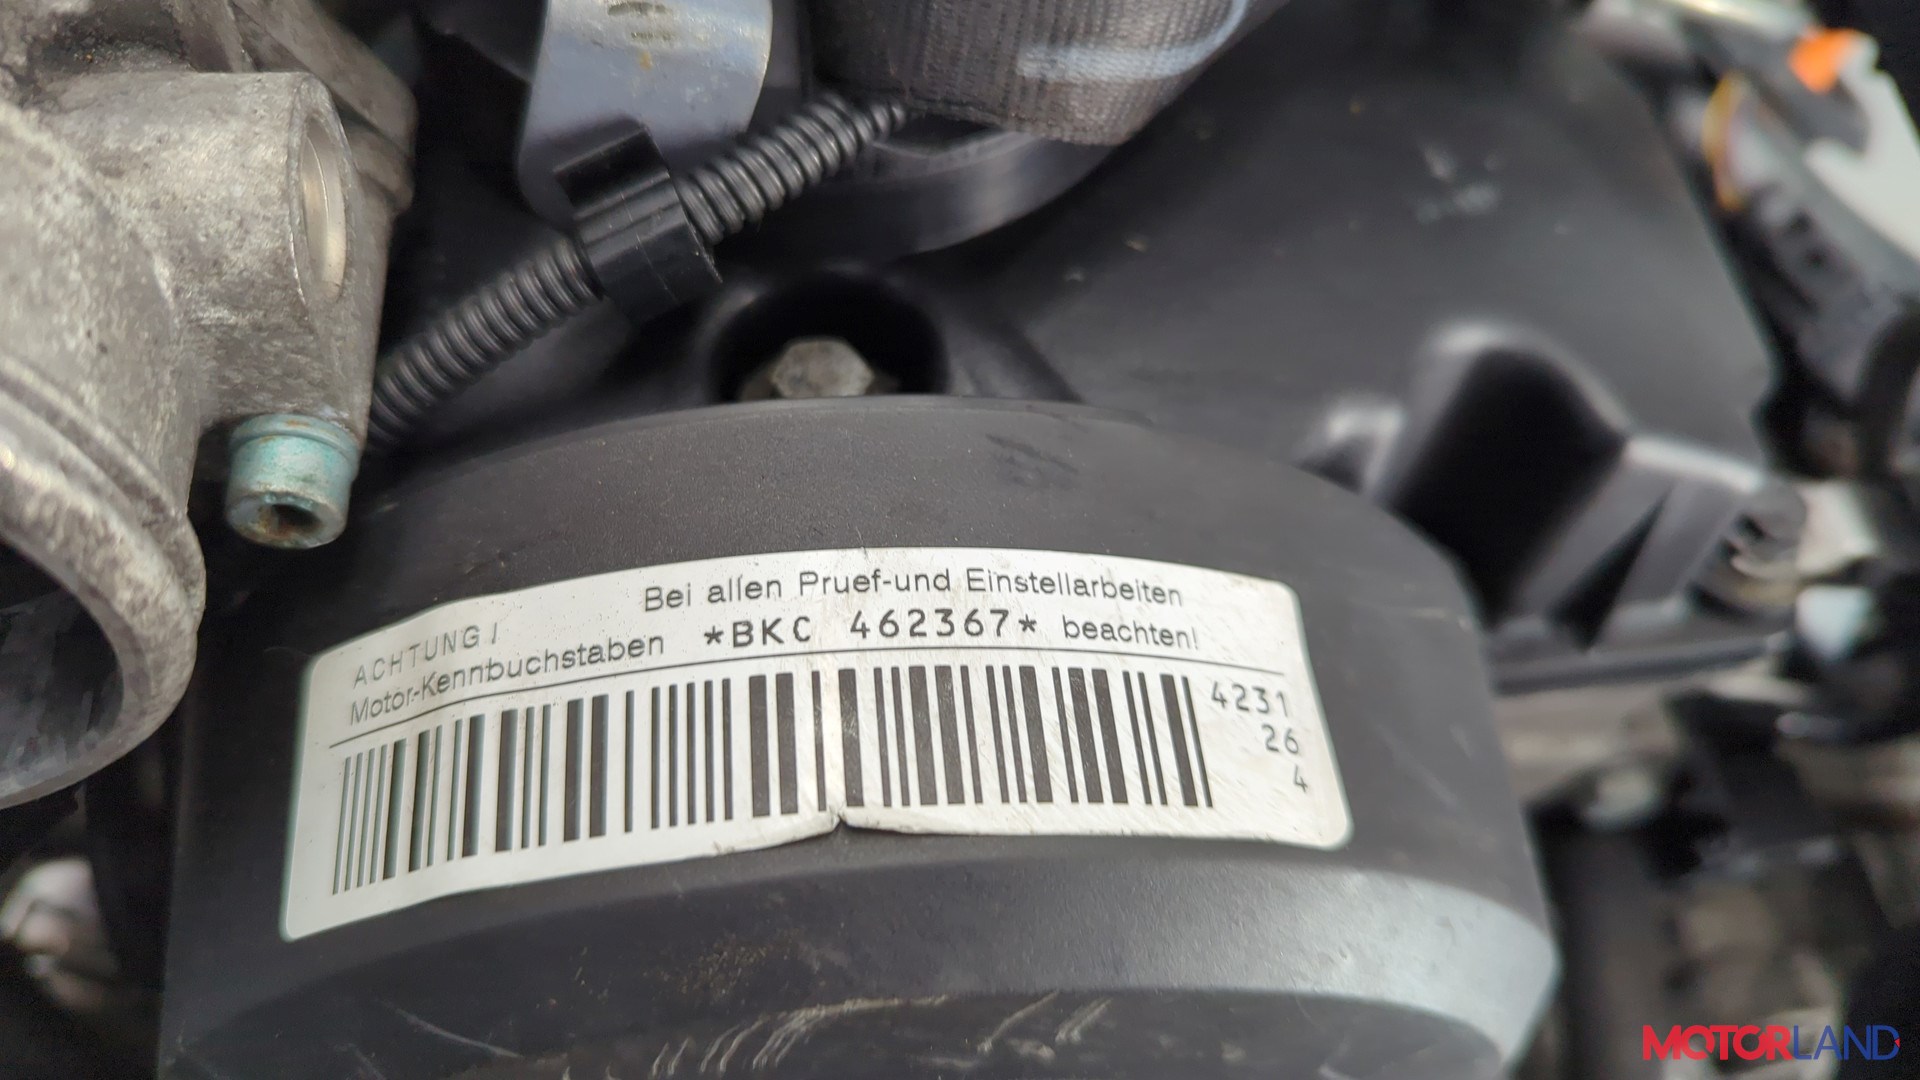 ACHTUNG! Bei allen Pruef-und Einstellarbeiten
Motor-Kennbuchstaben *BKC 462367* beachten!
4231
26
4
MOTORLAND